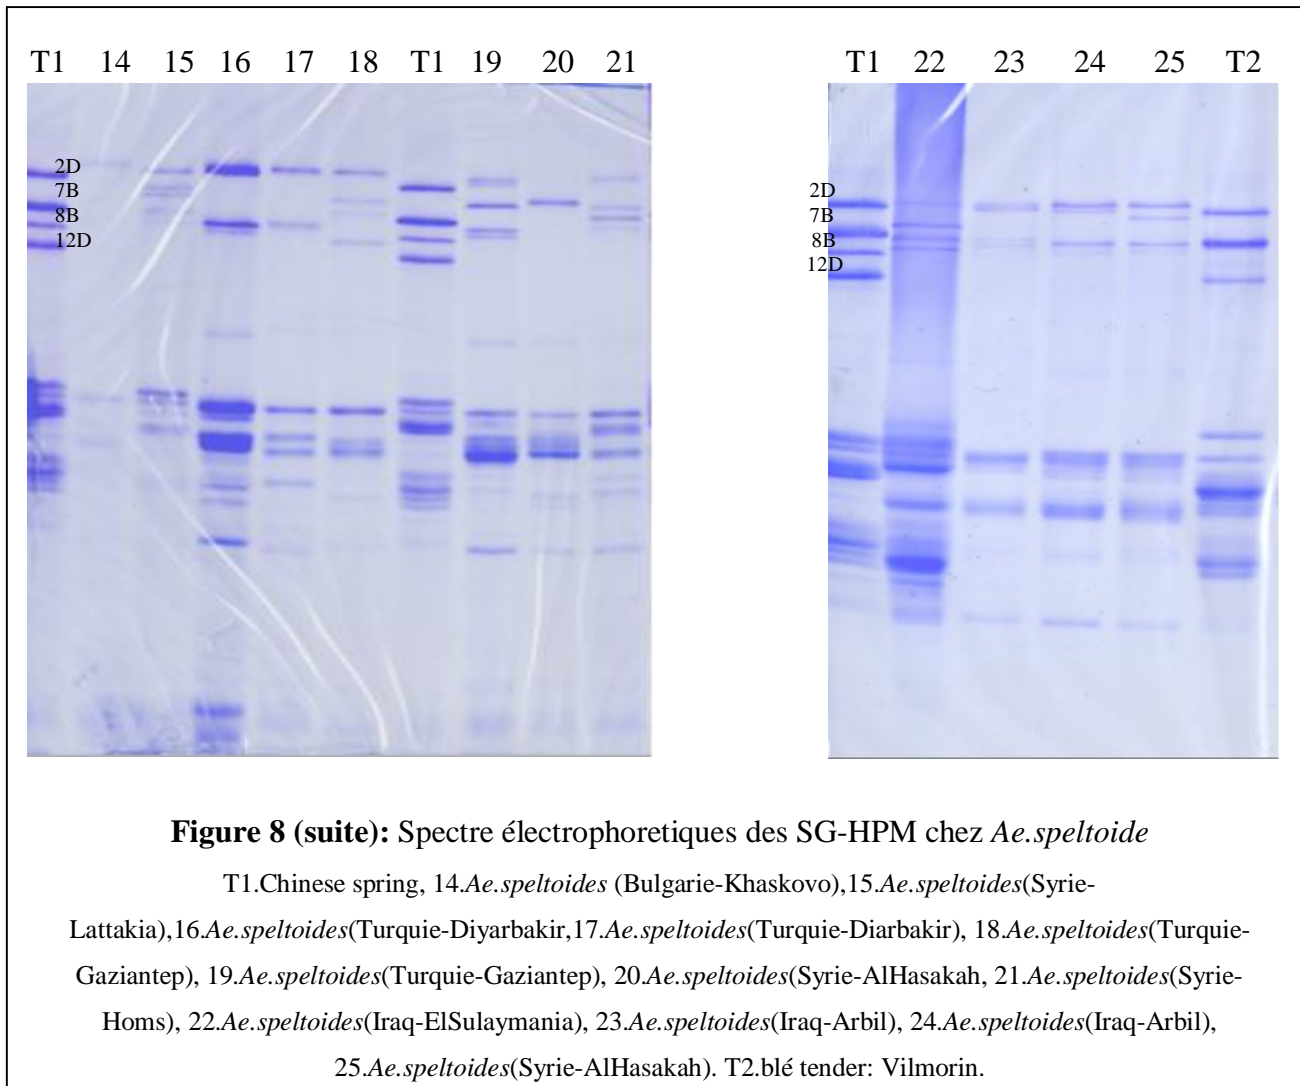 T1 14 15 16 17 18 T1 19 20 21
2D
7B
8B
12D
T1 22 23 24 25 T2
2D
7B
8B
12D
Figure 8 (suite): Spectre électrophoretiques des SG-HPM chez Ae.speltoide
T1.Chinese spring, 14.Ae.speltoides (Bulgarie-Khaskovo),15.Ae.speltoides(Syrie-
Lattakia),16.Ae.speltoides(Turquie-Diyarbakir,17.Ae.speltoides(Turquie-Diarbakir), 18.Ae.speltoides(Turquie-
Gaziantep), 19.Ae.speltoides(Turquie-Gaziantep), 20.Ae.speltoides(Syrie-AlHasakah, 21.Ae.speltoides(Syrie-
Homs), 22.Ae.speltoides(Iraq-ElSulaymania), 23.Ae.speltoides(Iraq-Arbil), 24.Ae.speltoides(Iraq-Arbil),
25.Ae.speltoides(Syrie-AlHasakah). T2.blé tender: Vilmorin.